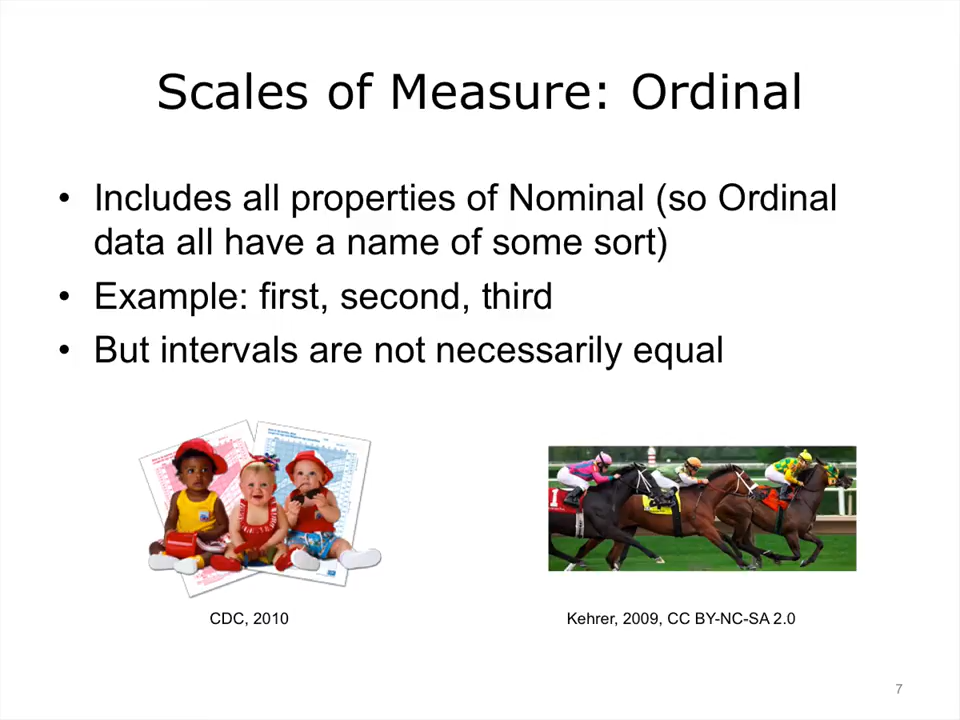 Scales of Measure: Ordinal
• Includes all properties of Nominal (so Ordinal
data all have a name of some sort)
• Example: first, second, third
• But intervals are not necessarily equal
1
CDC, 2010
Kehrer, 2009, CC BY-NC-SA 2.0
7